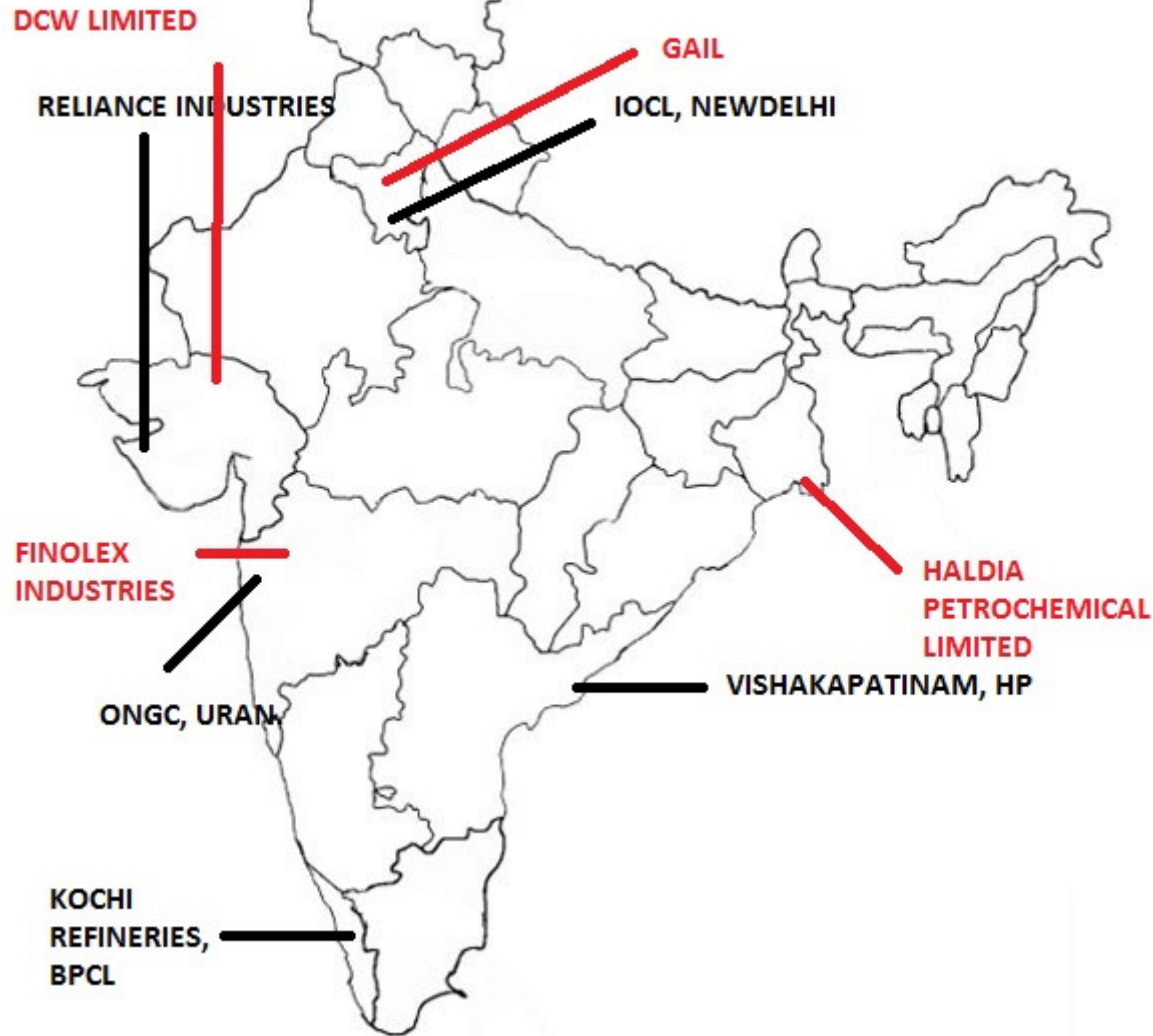 DCW LIMITED
GAIL
RELIANCE INDUSTRIES
IOCL, NEWDELHI
FINOLEX
INDUSTRIES
HALDIA
PETROCHEMICAL
LIMITED
VISHAKAPATINAM, HP
ONGC, URAN
KOCHI
REFINERIES,
BPCL